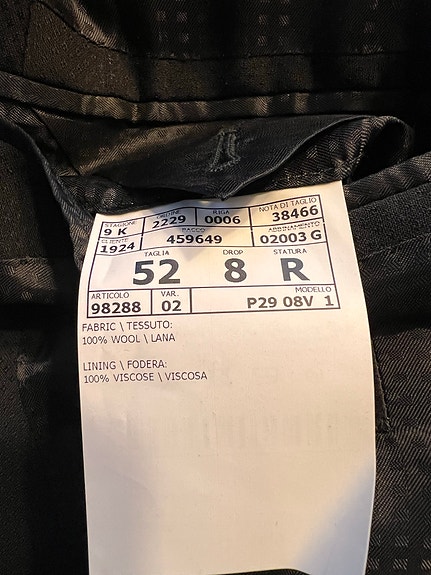 STAGIONE ORDINE RIGA NOTA DI TAGLIO
9 K 2229 0006 38466
CLIENTE PACCO ABBINAMENTO
1924 459649 02003 G
TAGLIA DROP STATURA
52 8 R
ARTICOLO VAR. MODELLO
98288 02 P29 08V 1
FABRIC \ TESSUTO:
100% WOOL \ LANA
LINING \ FODERA:
100% VISCOSE \ VISCOSA